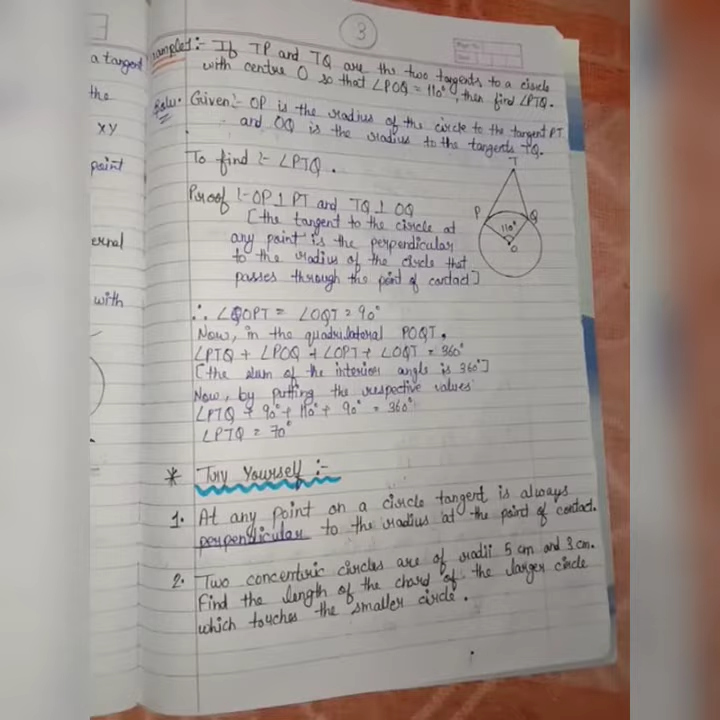 3
a tangent
the
xy
point
ernal
with
Example1:- If TP and TQ are the two tangents to a circle
with centre O so that ∠POQ = 110°, then find ∠PTQ.
Solu. Given:- OP is the radius of the circle to the tangent PT
and OQ is the radius to the tangents TQ.
To find :- ∠PTQ.
Proof :- OP ⊥ PT and TQ ⊥ OQ
[the tangent to the circle at
any point is the perpendicular
to the radius of the circle that
passes through the point of contact]
T
P
Q
110°
O
∴ ∠OPT = ∠OQT = 90°
Now, in the quadrilateral POQT,
∠PTQ + ∠POQ + ∠OPT + ∠OQT = 360°
[the sum of the interior angle is 360°]
Now, by putting the respective values
∠PTQ + 90° + 110° + 90° = 360°
∠PTQ = 70°
* Try Yourself :-
1. At any point on a circle tangent is always
perpendicular to the radius at the point of contact.
2. Two concentric circles are of radii 5 cm and 3 cm.
Find the length of the chord of the larger circle
which touches the smaller circle.